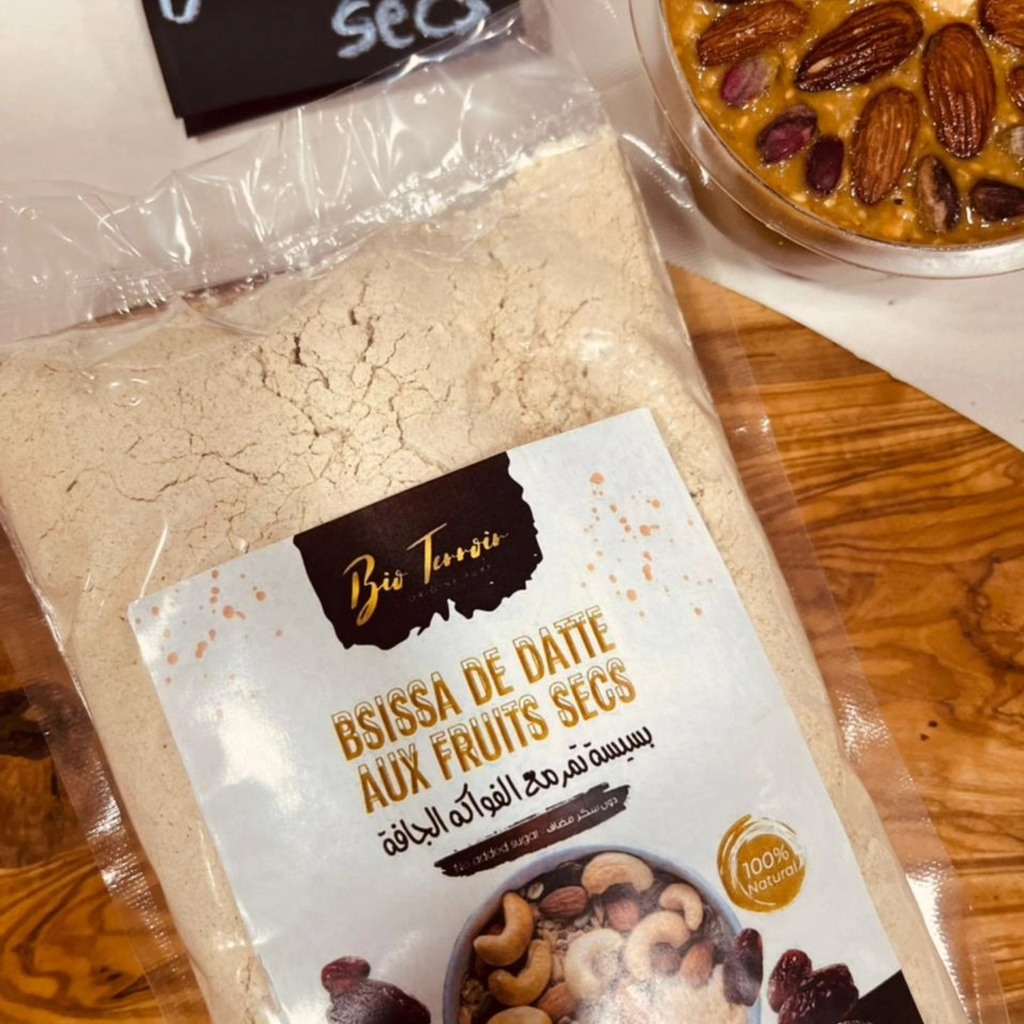 secs
Bio Terroir
BSISSA DE DATTE
AUX FRUITS SECS
بسيسة تمر مع الفواكه الجافة
No added sugar - دون سكر مضاف
100%
Natural